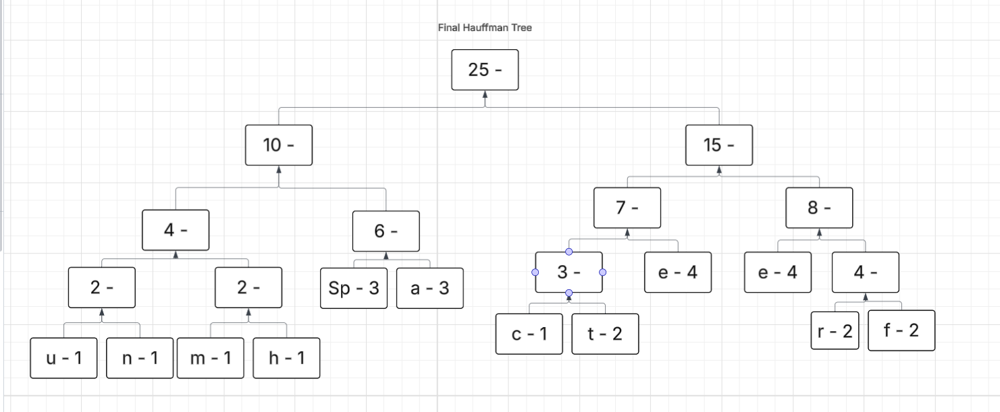 Final Hauffman Tree
25 -
10 -
15 -
4 -
6 -
7 -
8 -
2 -
2 -
Sp - 3
a - 3
3 -
e - 4
e - 4
4 -
u - 1
n - 1
m - 1
h - 1
c - 1
t - 2
r - 2
f - 2